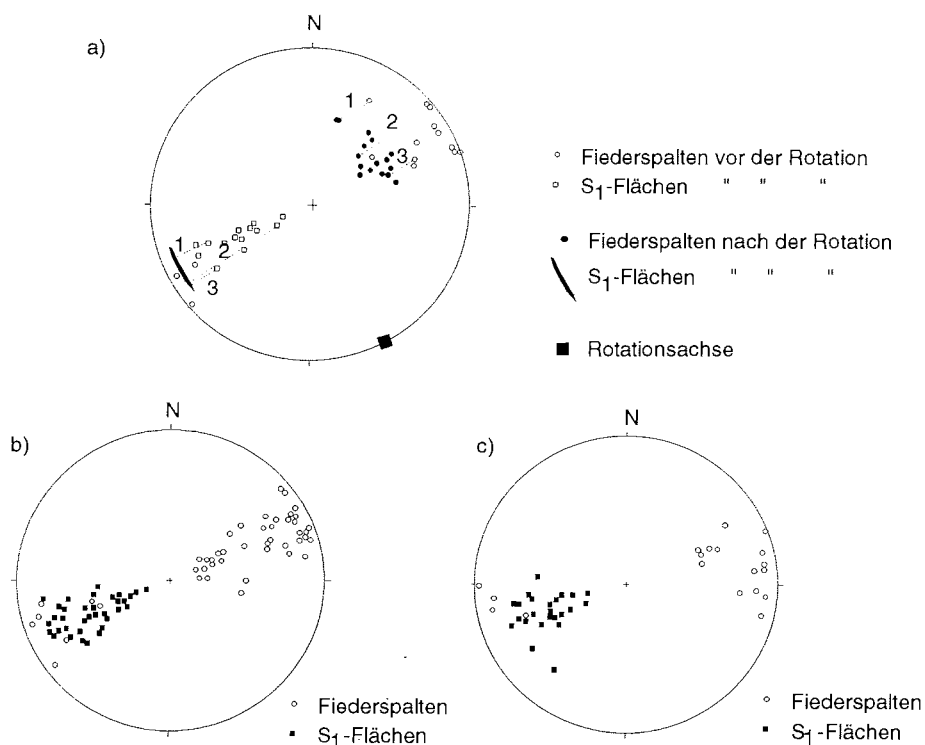 N
a)
1
2
3
1
2
3
Fiederspalten vor der Rotation
S1-Flächen " " "
Fiederspalten nach der Rotation
S1-Flächen " " "
Rotationsachse
N
b)
Fiederspalten
S1-Flächen
N
c)
Fiederspalten
S1-Flächen